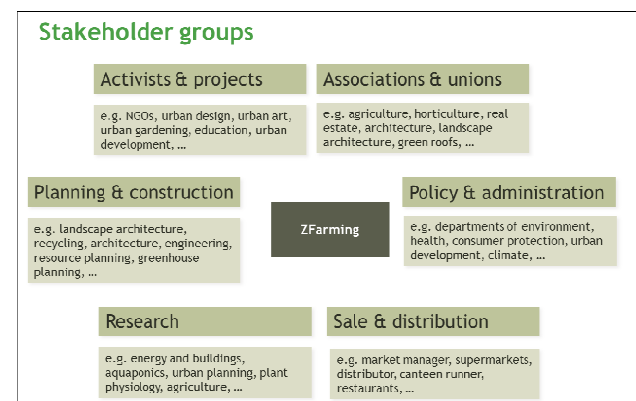 Stakeholder groups
Activists & projects
e.g. NGOs, urban design, urban art,
urban gardening, education, urban
development, …
Associations & unions
e.g. agriculture, horticulture, real
estate, architecture, landscape
architecture, green roofs, …
Planning & construction
e.g. landscape architecture,
recycling, architecture, engineering,
resource planning, greenhouse
planning, …
ZFarming
Policy & administration
e.g. departments of environment,
health, consumer protection, urban
development, climate, …
Research
e.g. energy and buildings,
aquaponics, urban planning, plant
physiology, agriculture, …
Sale & distribution
e.g. market manager, supermarkets,
distributor, canteen runner,
restaurants, …